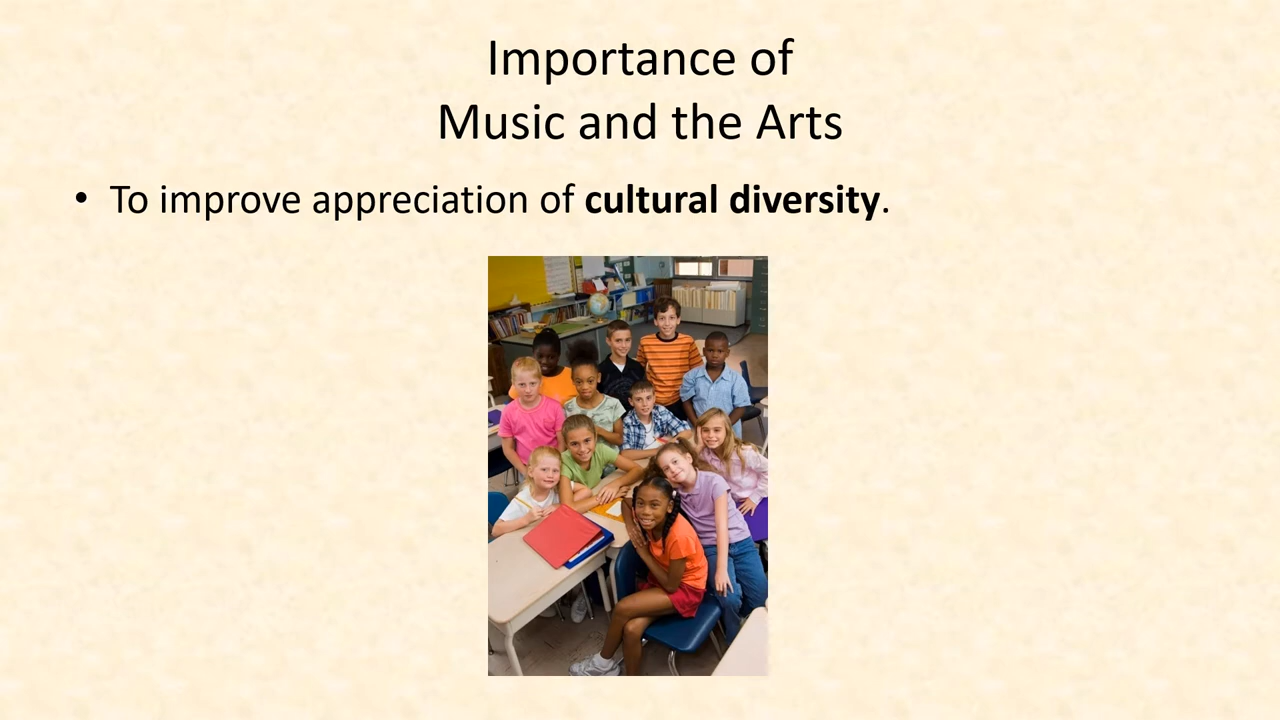 Importance of
Music and the Arts
• To improve appreciation of cultural diversity.